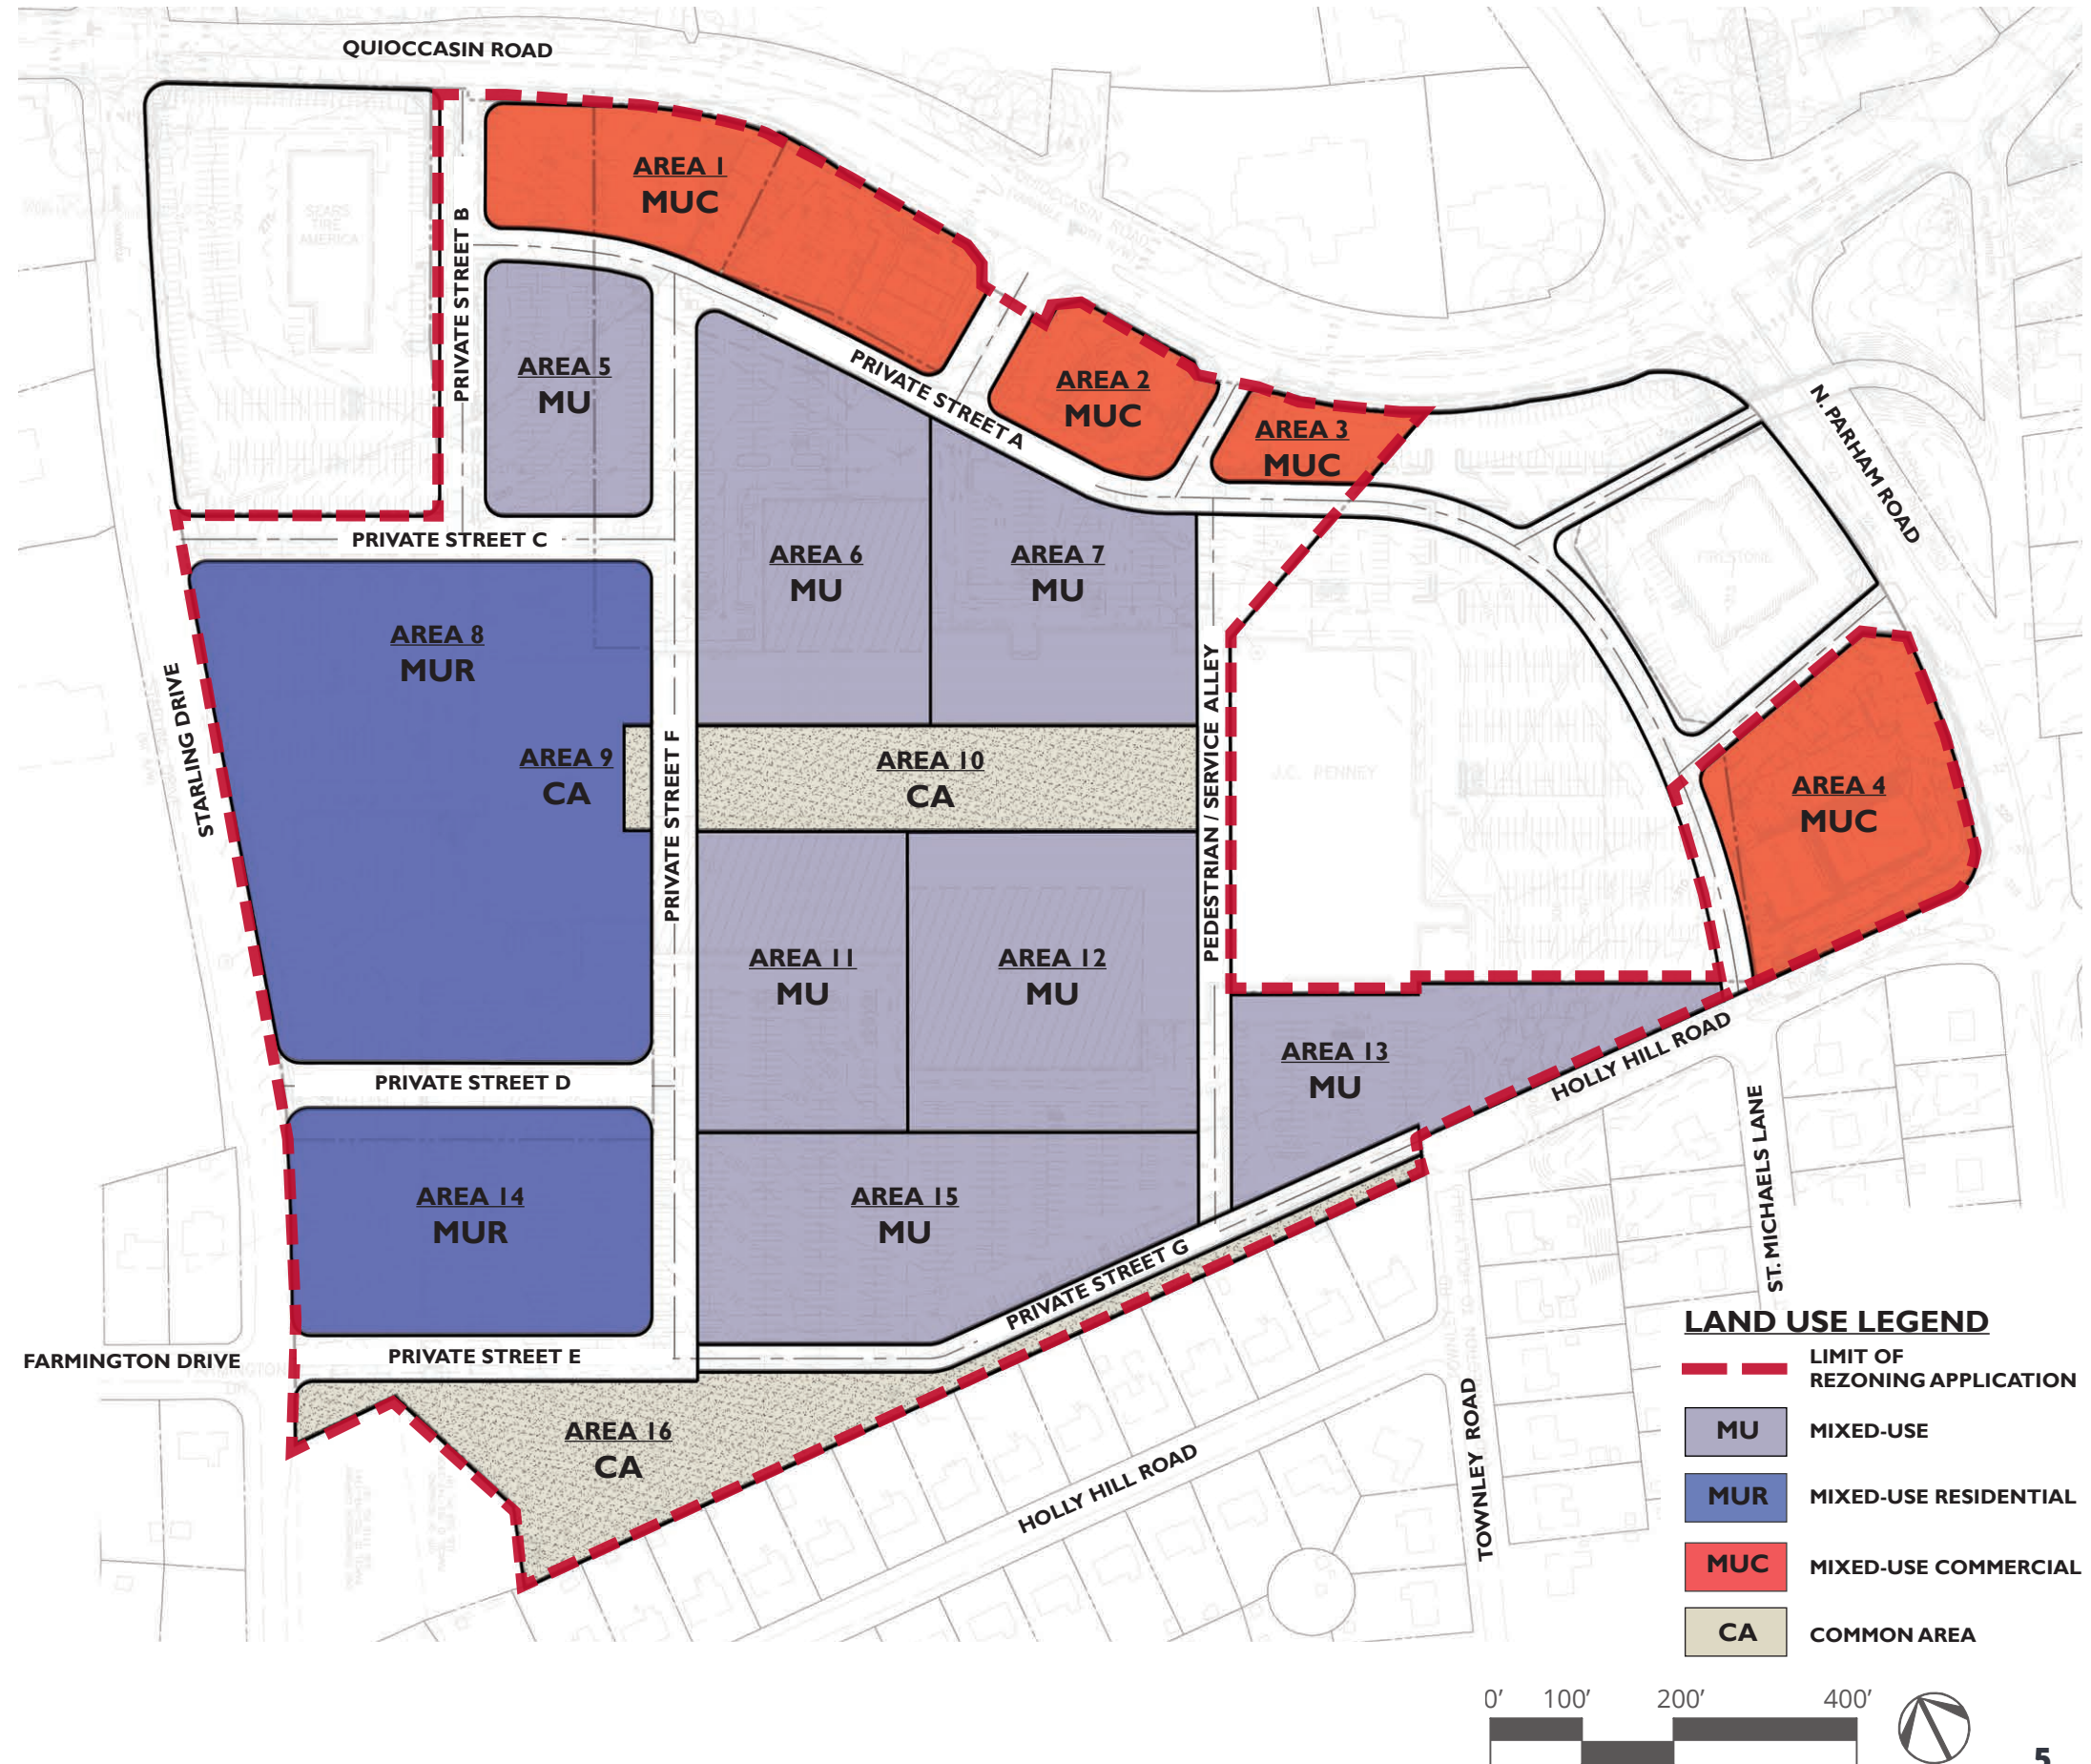 QUIOCCASIN ROAD
AREA 1
MUC
SEARS
TIRE
AMERICA
PRIVATE STREET B
AREA 5
MU
PRIVATE STREET A
AREA 2
MUC
AREA 3
MUC
N. PARHAM ROAD
FIRESTONE
PRIVATE STREET C
AREA 6
MU
AREA 7
MU
AREA 8
MUR
STARLING DRIVE
AREA 9
CA
PRIVATE STREET F
AREA 10
CA
PEDESTRIAN / SERVICE ALLEY
J.C. PENNEY
AREA 4
MUC
AREA 11
MU
AREA 12
MU
AREA 13
MU
HOLLY HILL ROAD
PRIVATE STREET D
ST. MICHAELS LANE
AREA 14
MUR
AREA 15
MU
PRIVATE STREET G
FARMINGTON DRIVE
PRIVATE STREET E
AREA 16
CA
HOLLY HILL ROAD
TOWNLEY ROAD
LAND USE LEGEND
LIMIT OF
REZONING APPLICATION
MU MIXED-USE
MUR MIXED-USE RESIDENTIAL
MUC MIXED-USE COMMERCIAL
CA COMMON AREA
0' 100' 200' 400'
5